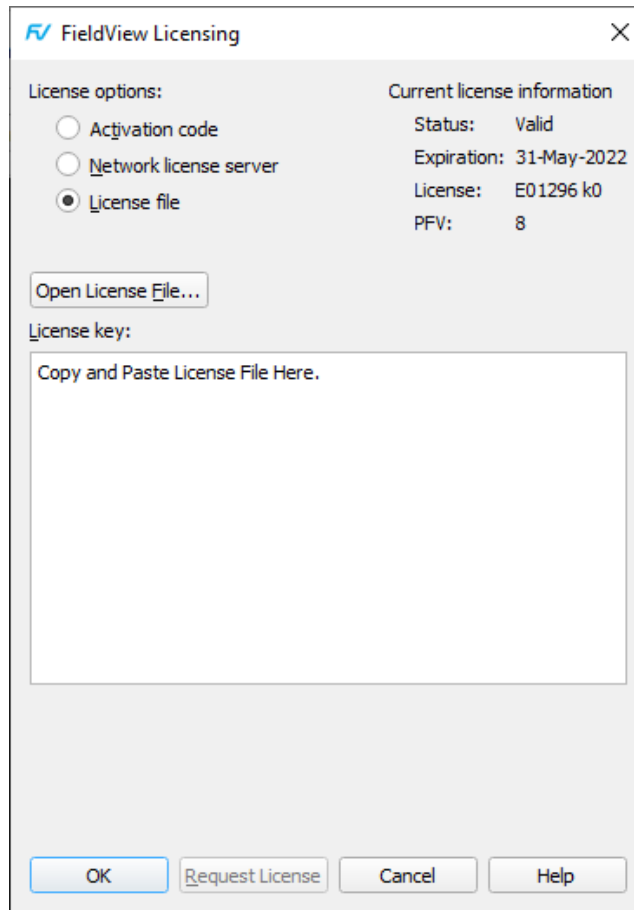 FieldView Licensing
License options:
Activation code
Network license server
License file
Current license information
Status: Valid
Expiration: 31-May-2022
License: E01296 k0
PFV: 8
Open License File...
License key:
Copy and Paste License File Here.
OK
Request License
Cancel
Help